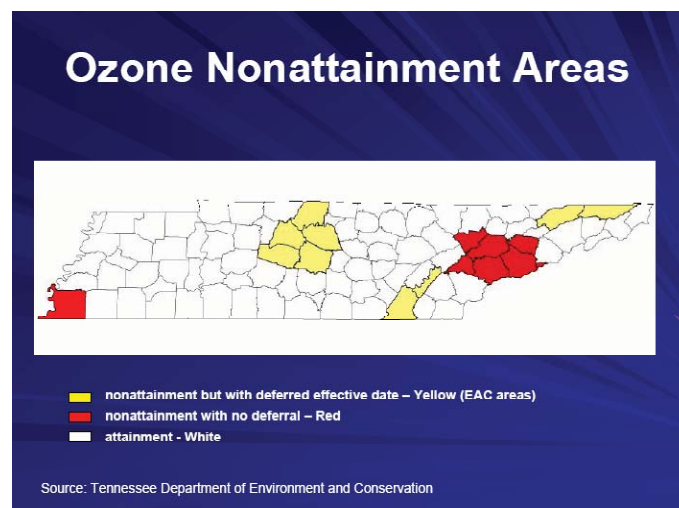 Ozone Nonattainment Areas
nonattainment but with deferred effective date – Yellow (EAC areas)
nonattainment with no deferral – Red
attainment - White
Source: Tennessee Department of Environment and Conservation